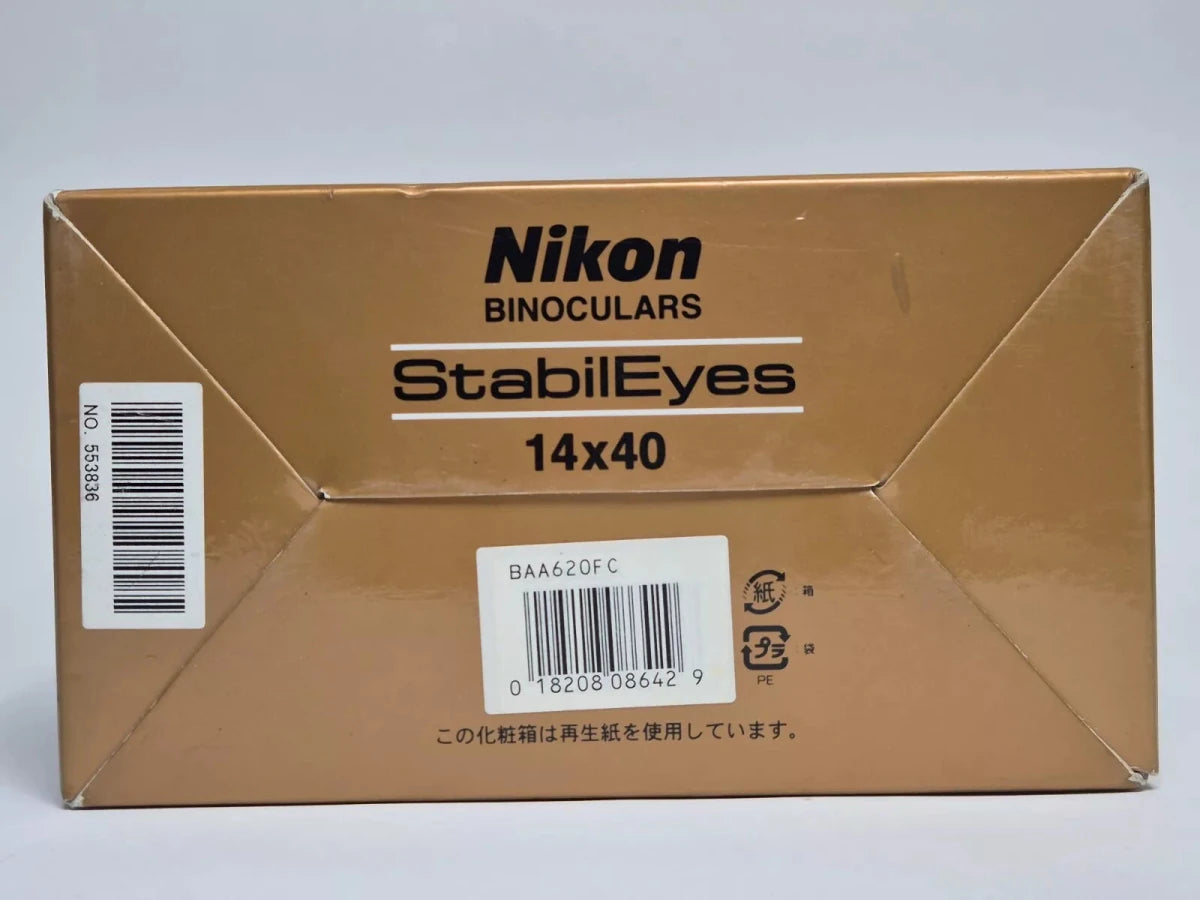 Nikon
BINOCULARS
StabilEyes
14x40
NO. 553836
BAA620FC
0 18208 08642 9
紙 箱
プラ 袋
PE
この化粧箱は再生紙を使用しています。